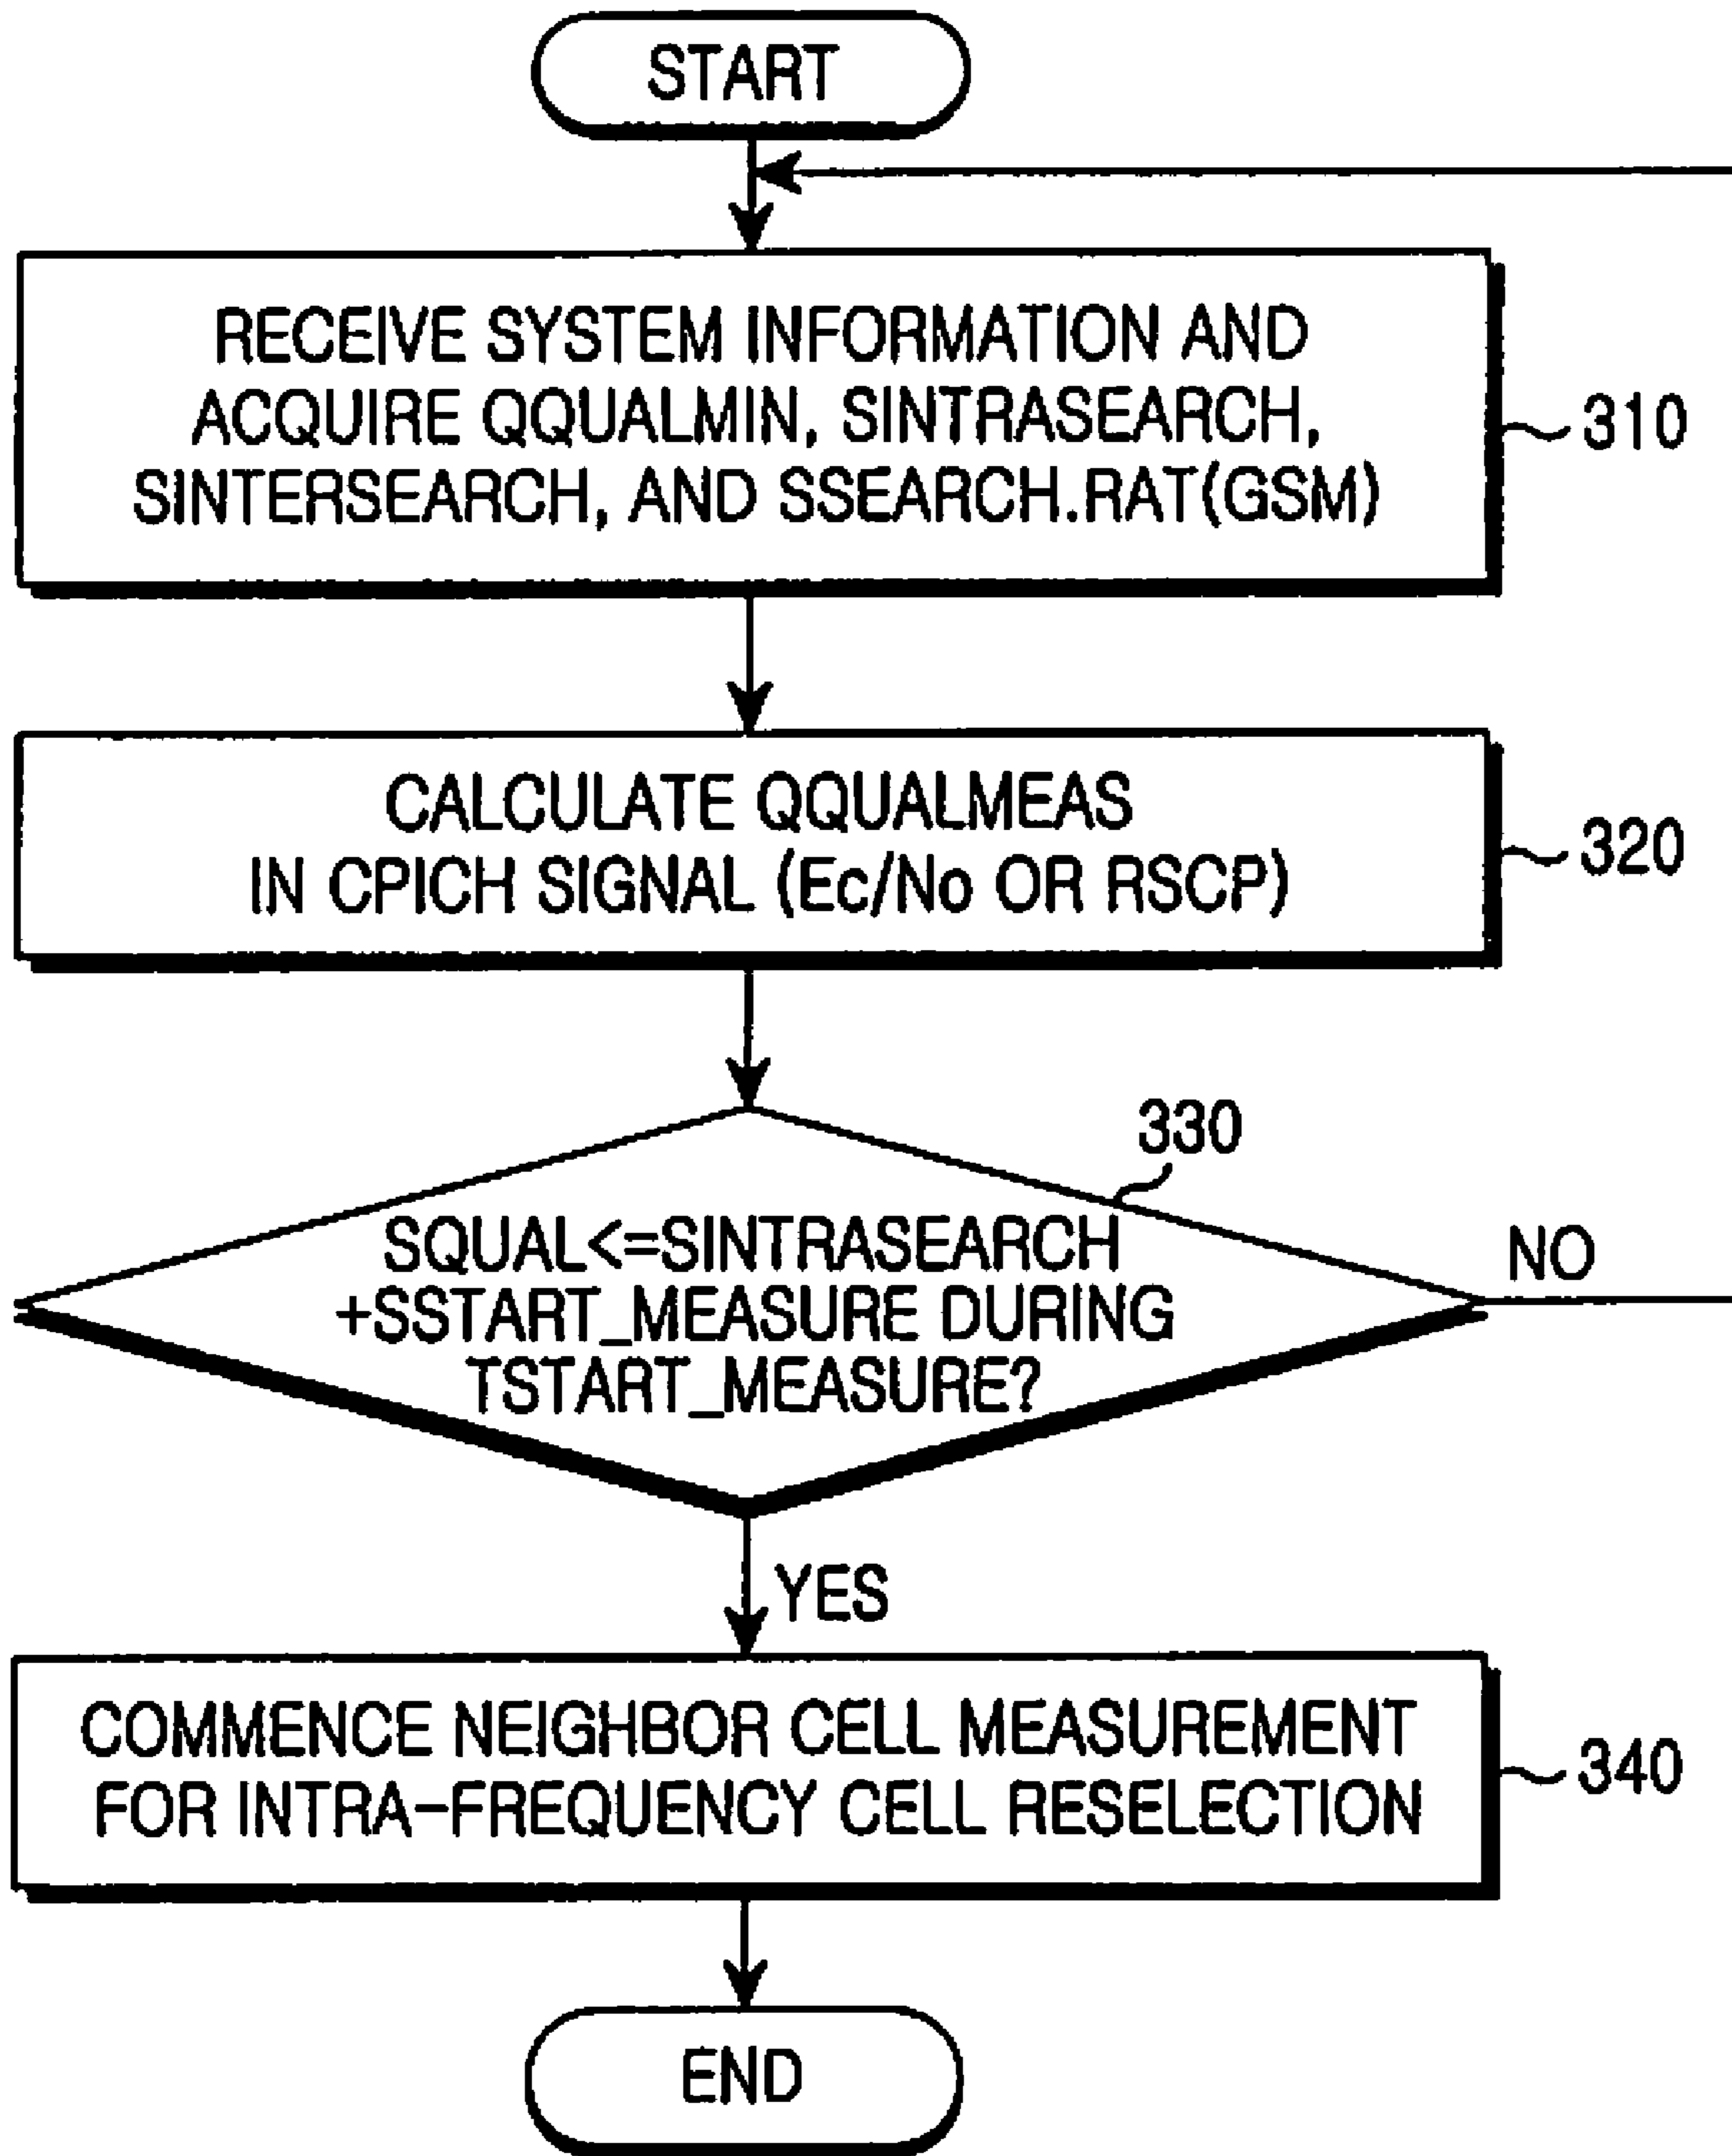 START
RECEIVE SYSTEM INFORMATION AND
ACQUIRE QQUALMIN, SINTRASEARCH,
SINTERSEARCH, AND SSEARCH.RAT(GSM)
310
CALCULATE QQUALMEAS
IN CPICH SIGNAL (Ec/No OR RSCP)
320
330
SQUAL<=SINTRASEARCH
+SSTART_MEASURE DURING
TSTART_MEASURE?
NO
YES
COMMENCE NEIGHBOR CELL MEASUREMENT
FOR INTRA-FREQUENCY CELL RESELECTION
340
END